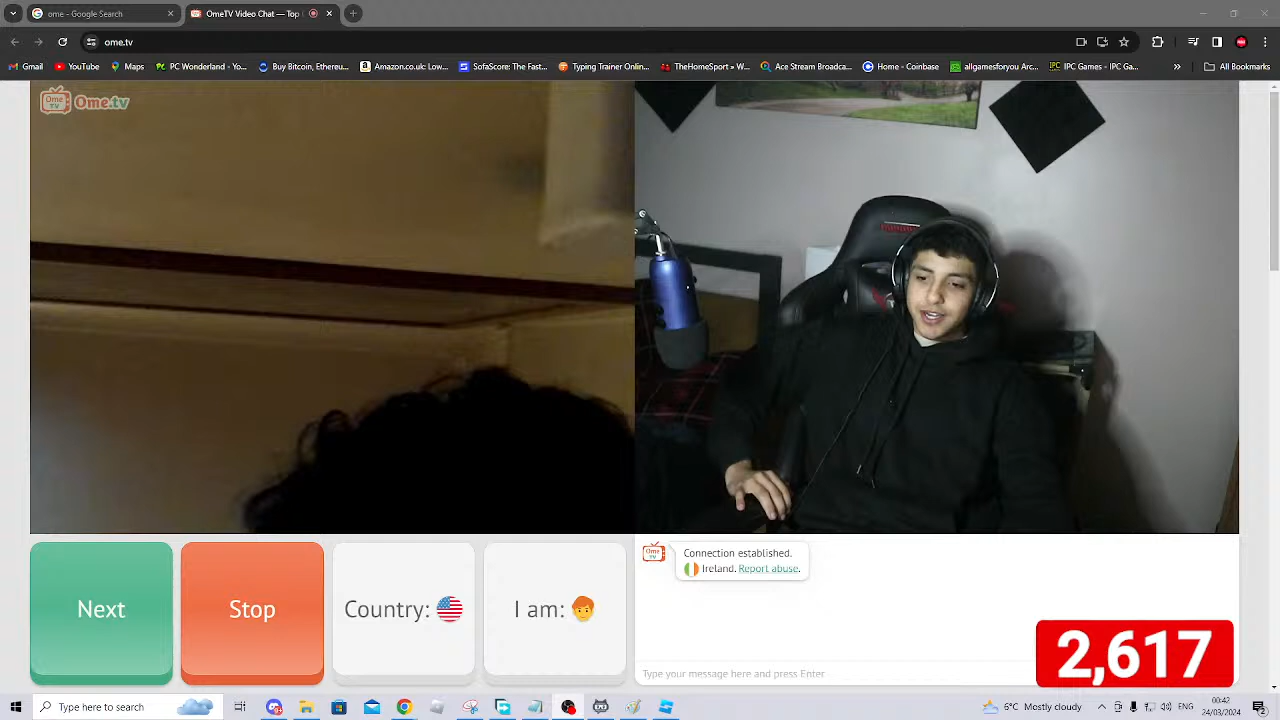 ome - Google Search
OmeTV Video Chat — Top
ome.tv
Gmail
YouTube
Maps
PC Wonderland - Yo...
Buy Bitcoin, Ethereu...
Amazon.co.uk: Low...
SofaScore: The Fast...
Typing Trainer Onlin...
TheHomesport » W...
Ace Stream Broadca...
Home - Coinbase
allgamesforyou Arc...
IPC Games - IPC Ga...
All Bookmarks
Ome TV
Ome.tv
Connection established.
Ireland. Report abuse.
Next
Stop
Country:
I am:
2,617
Type your message here and press Enter
Type here to search
5°C Mostly cloudy
ENG
00:42
24/03/2024